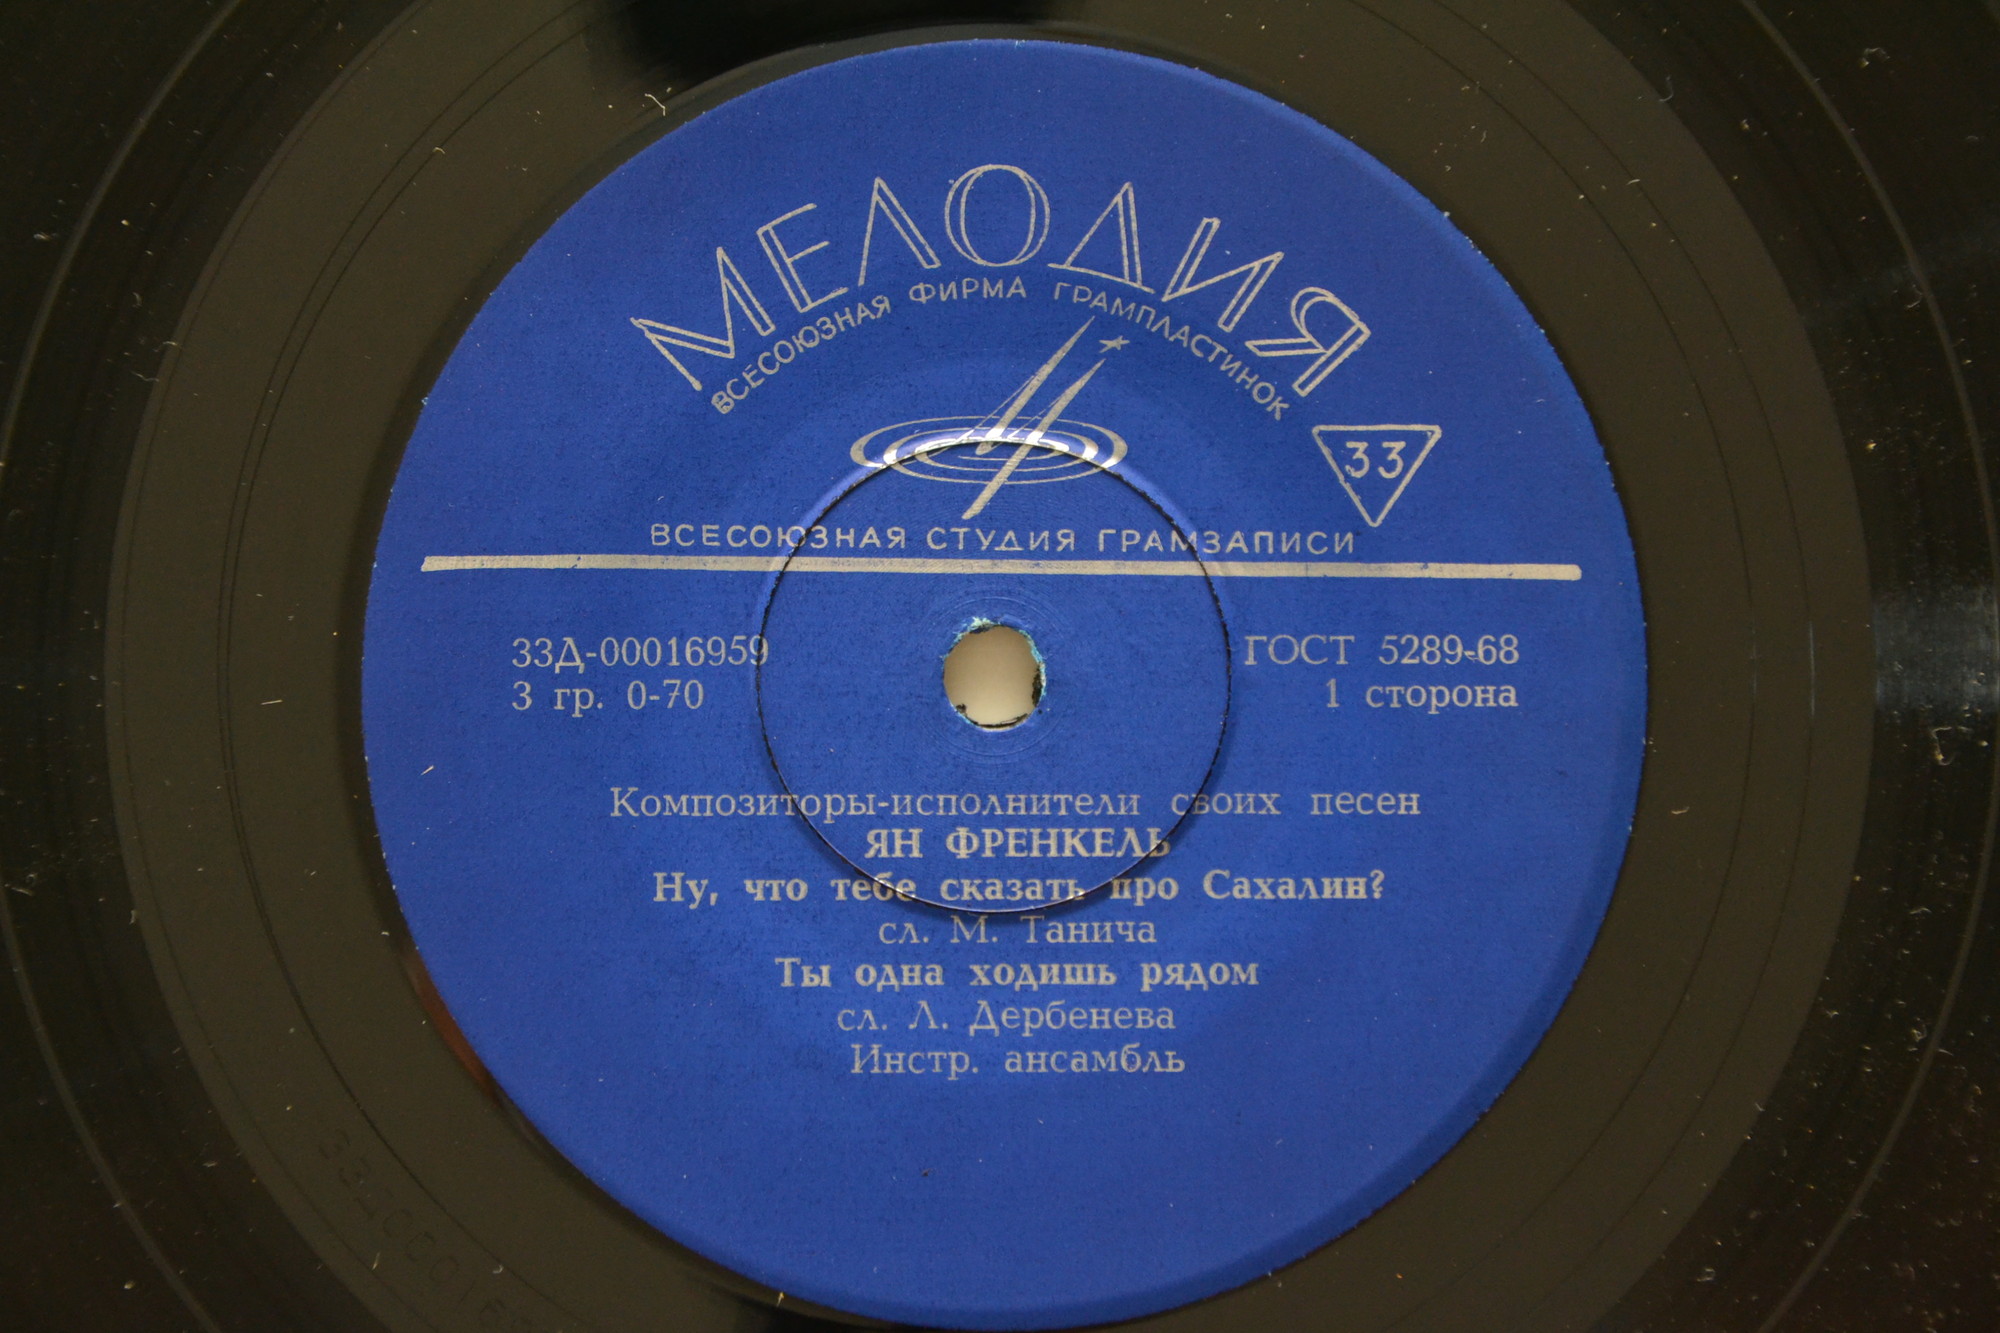 МЕЛОДИЯ
ВСЕСОЮЗНАЯ ФИРМА ГРАМПЛАСТИНОК
33
ВСЕСОЮЗНАЯ СТУДИЯ ГРАМЗАПИСИ
33Д-00016959
ГОСТ 5289-68
3 гр. 0-70
1 сторона
Композиторы-исполнители своих песен
ЯН ФРЕНКЕЛЬ
Ну, что тебе сказать про Сахалин?
сл. М. Танича
Ты одна ходишь рядом
сл. Л. Дербенева
Инстр. ансамбль